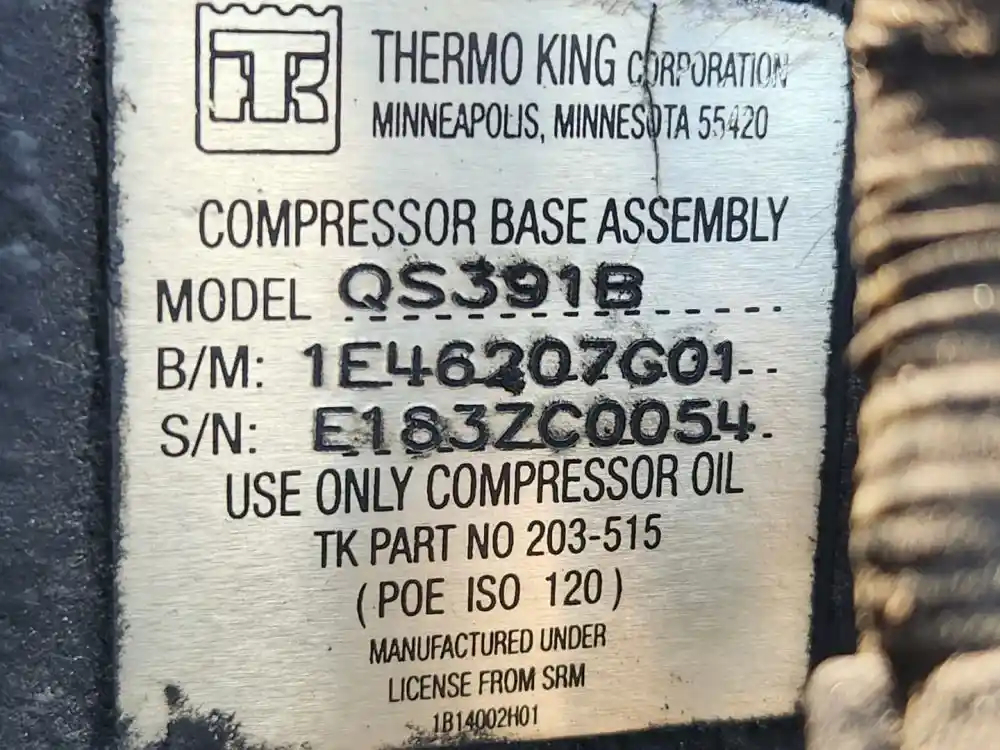 TK
THERMO KING CORPORATION
MINNEAPOLIS, MINNESOTA 55420
COMPRESSOR BASE ASSEMBLY
MODEL QS391B
B/M: 1E46207G01
S/N: E183ZC0054
USE ONLY COMPRESSOR OIL
TK PART NO 203-515
(POE ISO 120)
MANUFACTURED UNDER
LICENSE FROM SRM
1B14002H01